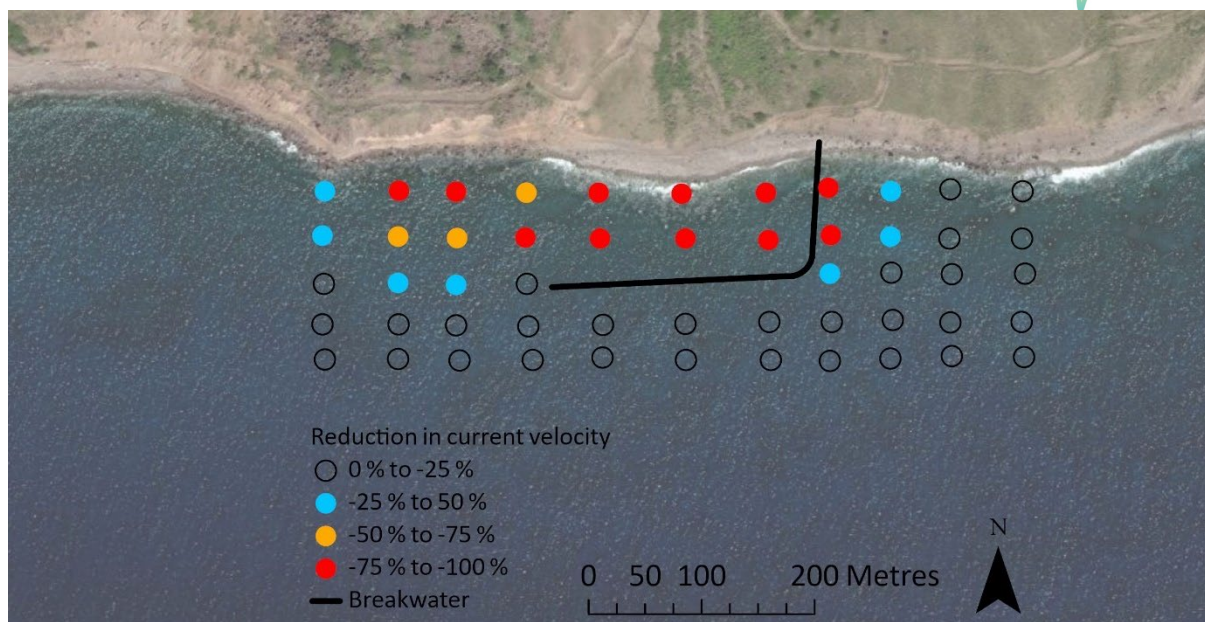 Reduction in current velocity
0 % to -25 %
-25 % to 50 %
-50 % to -75 %
-75 % to -100 %
Breakwater
0 50 100 200 Metres
N